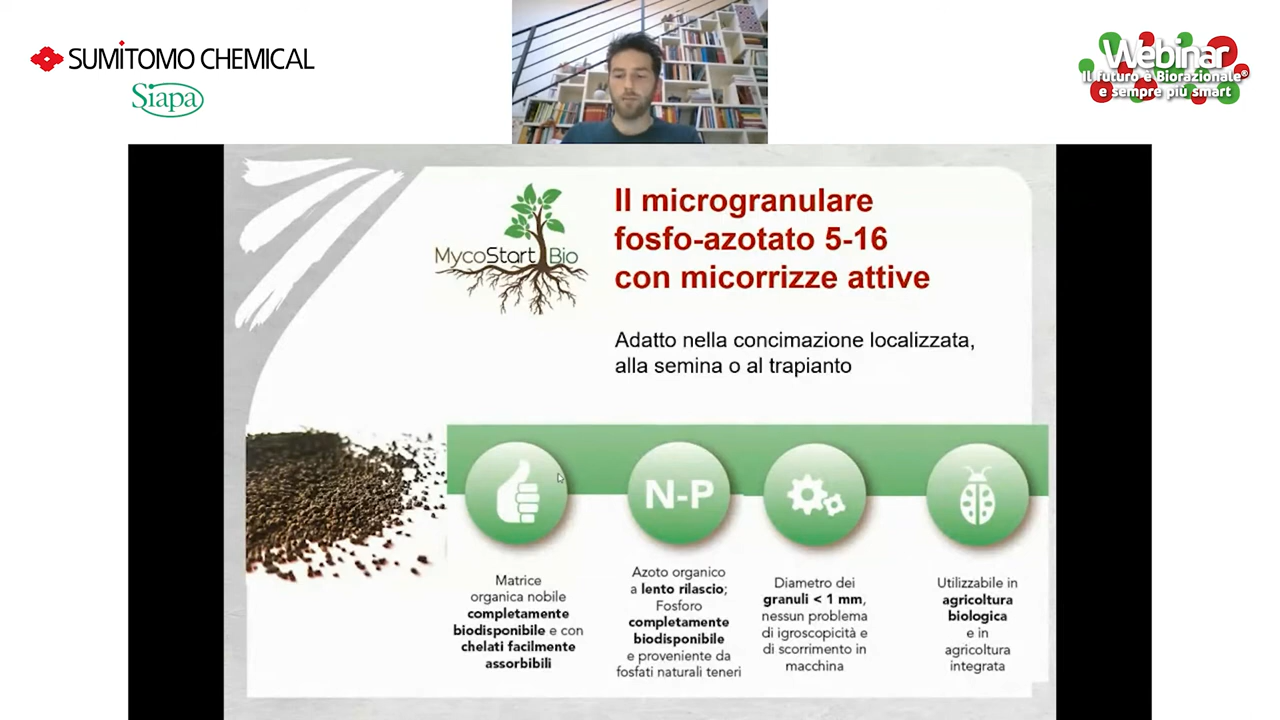 SUMITOMO CHEMICAL
Siapa
Webinar
Il futuro è Biorazionale®
e sempre più smart
MycoStart Bio
Il microgranulare
fosfo-azotato 5-16
con micorrizze attive
Adatto nella concimazione localizzata,
alla semina o al trapianto
Matrice
organica nobile
completamente
biodisponibile e con
chelati facilmente
assorbibili
N-P
Azoto organico
a lento rilascio;
Fosforo
completamente
biodisponibile
e proveniente da
fosfati naturali teneri
Diametro dei
granuli < 1 mm,
nessun problema
di igroscopicità e
di scorrimento in
macchina
Utilizzabile in
agricoltura
biologica
e in
agricoltura
integrata